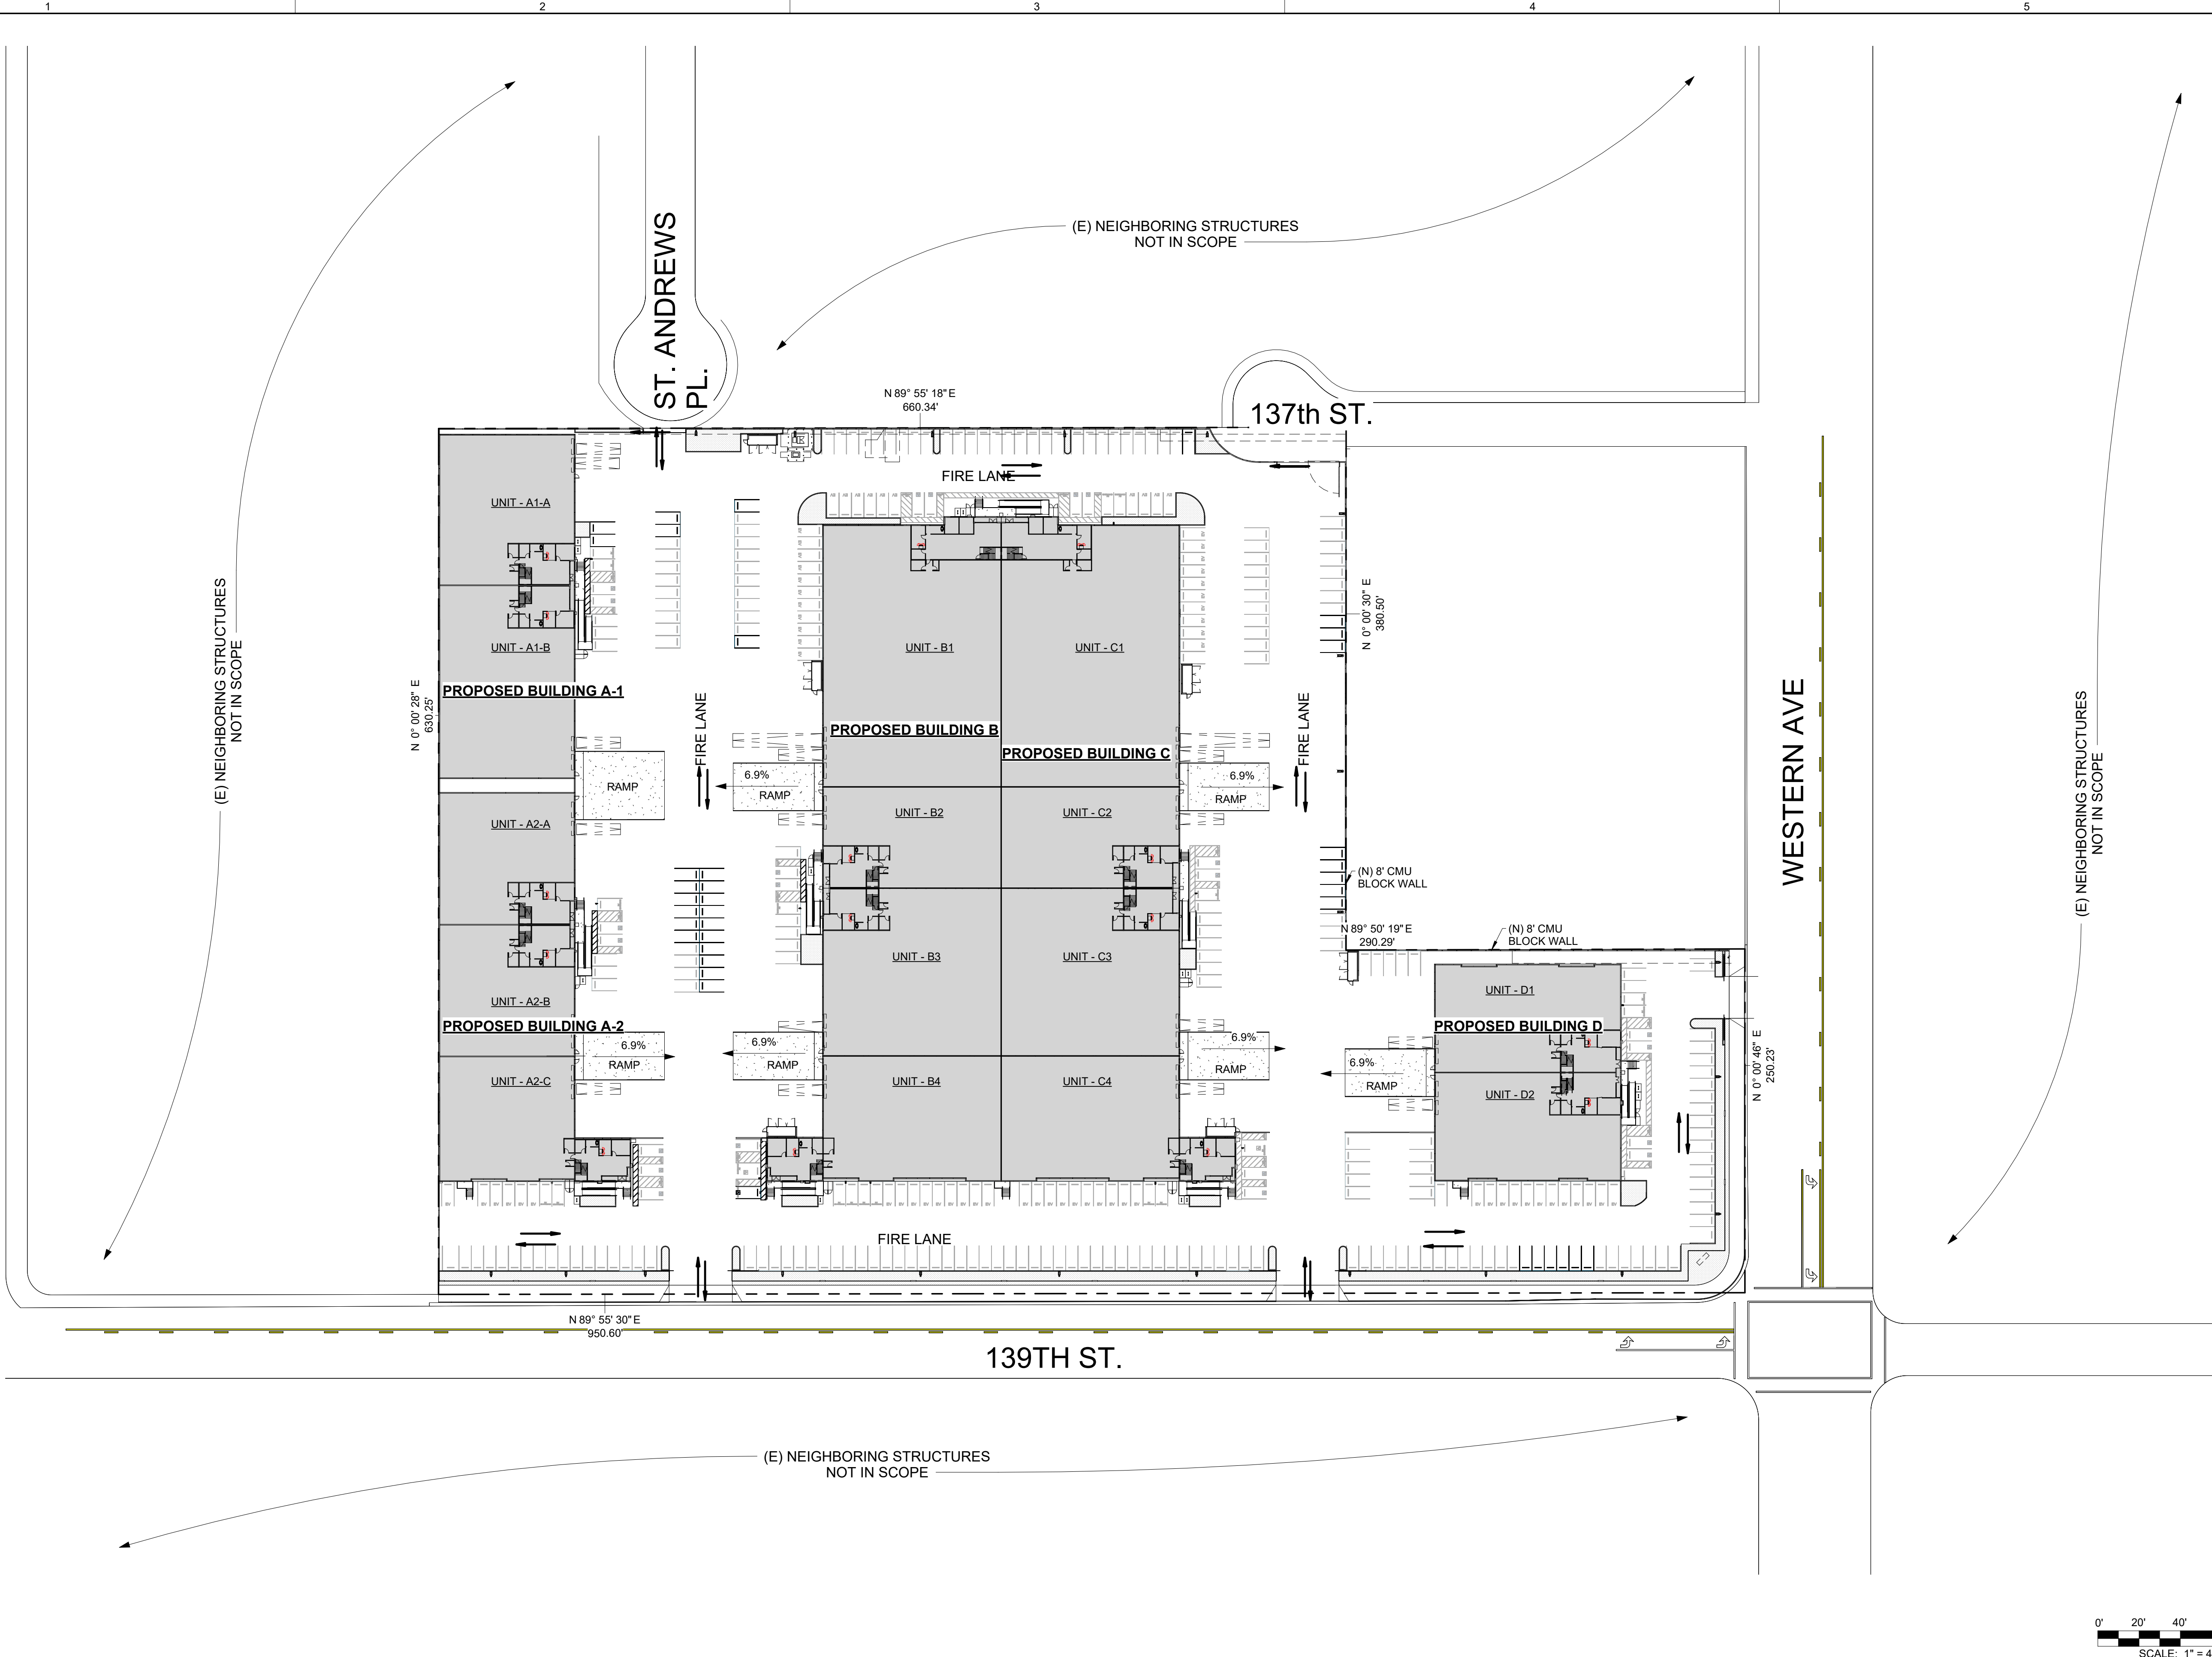 1
2
3
4
5
(E) NEIGHBORING STRUCTURES
NOT IN SCOPE
ST. ANDREWS
PL.
N 89° 55' 18" E
660.34'
137th ST.
FIRE LANE
UNIT - A1-A
UNIT - A1-B
PROPOSED BUILDING A-1
N 0° 00' 28" E
630.25'
(E) NEIGHBORING STRUCTURES
NOT IN SCOPE
UNIT - B1
UNIT - C1
N 0° 00' 30" E
380.50'
FIRE LANE
PROPOSED BUILDING B
PROPOSED BUILDING C
FIRE LANE
WESTERN AVE
(E) NEIGHBORING STRUCTURES
NOT IN SCOPE
RAMP
6.9%
RAMP
6.9%
RAMP
UNIT - A2-A
UNIT - B2
UNIT - C2
(N) 8' CMU
BLOCK WALL
N 89° 50' 19" E
290.29'
(N) 8' CMU
BLOCK WALL
UNIT - B3
UNIT - C3
UNIT - A2-B
UNIT - D1
PROPOSED BUILDING A-2
PROPOSED BUILDING D
6.9%
RAMP
6.9%
RAMP
6.9%
RAMP
6.9%
RAMP
N 0° 00' 46" E
250.23'
UNIT - A2-C
UNIT - B4
UNIT - C4
UNIT - D2
FIRE LANE
N 89° 55' 30" E
950.60'
139TH ST.
(E) NEIGHBORING STRUCTURES
NOT IN SCOPE
0' 20' 40'
SCALE: 1" = 4